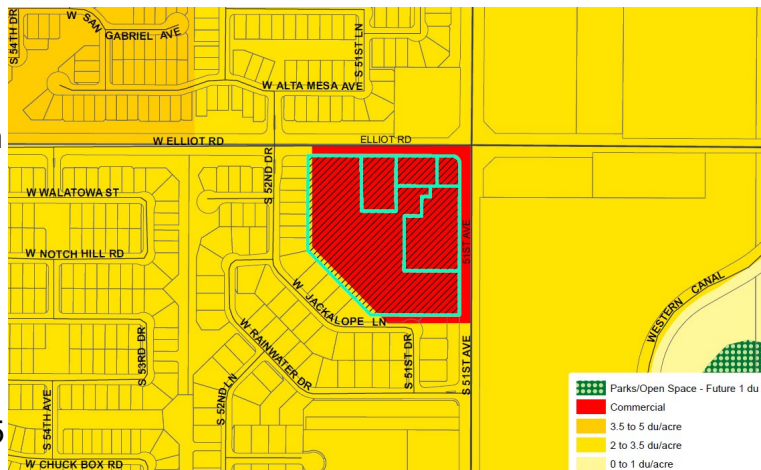 S 54TH DR
W SAN
GABRIEL AVE
S 51ST LN
W ALTA MESA AVE
W ELLIOT RD
ELLIOT RD
S 52ND DR
W WALATOWA ST
W NOTCH HILL RD
51ST AVE
W JACKALOPE LN
W RAINWATER DR
S 53RD DR
S 52ND LN
S 51ST DR
S 51ST AVE
S 54TH AVE
W CHUCK BOX RD
WESTERN CANAL
Parks/Open Space - Future 1 du
Commercial
3.5 to 5 du/acre
2 to 3.5 du/acre
0 to 1 du/acre